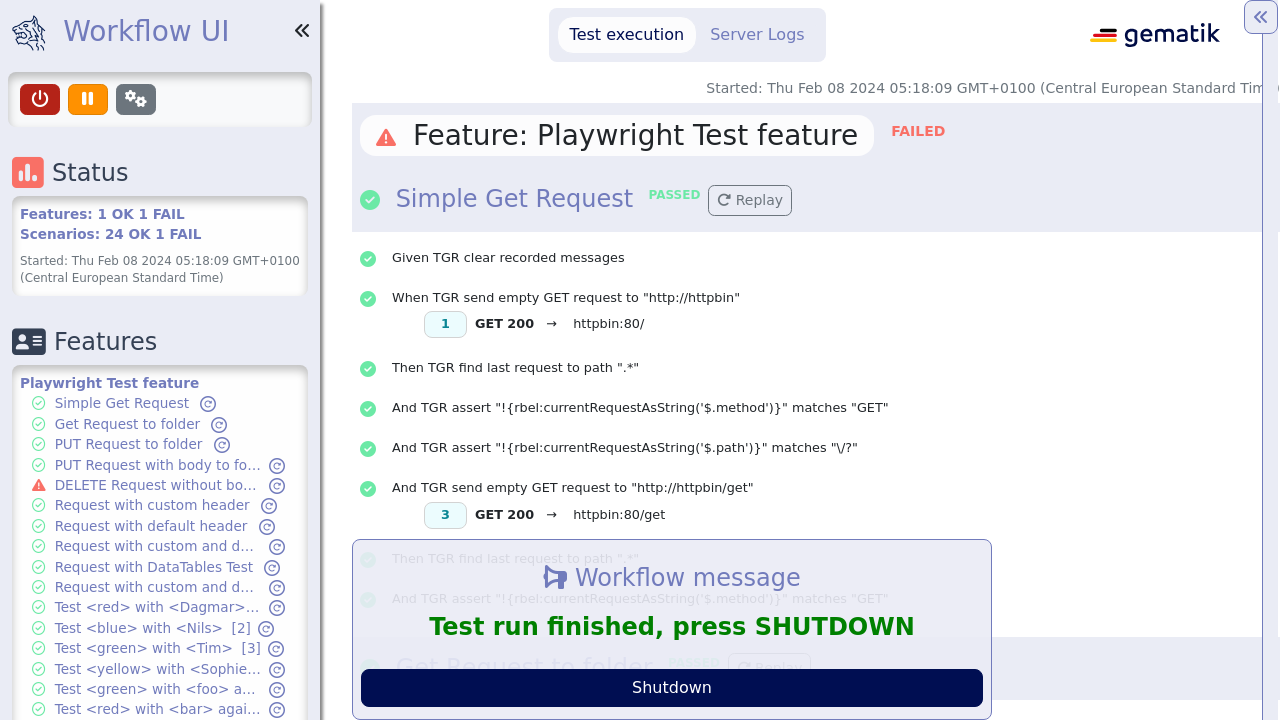 Workflow UI
Test execution
Server Logs
gematik
Started: Thu Feb 08 2024 05:18:09 GMT+0100 (Central European Standard Tim
Feature: Playwright Test feature
FAILED
Simple Get Request
PASSED
Replay
Status
Features: 1 OK 1 FAIL
Scenarios: 24 OK 1 FAIL
Started: Thu Feb 08 2024 05:18:09 GMT+0100
(Central European Standard Time)
Features
Playwright Test feature
Simple Get Request
Get Request to folder
PUT Request to folder
PUT Request with body to fo...
DELETE Request without bo...
Request with custom header
Request with default header
Request with custom and d...
Request with DataTables Test
Request with custom and d...
Test <red> with <Dagmar>...
Test <blue> with <Nils> [2]
Test <green> with <Tim> [3]
Test <yellow> with <Sophie...
Test <green> with <foo> a...
Test <red> with <bar> agai...
Given TGR clear recorded messages
When TGR send empty GET request to "http://httpbin"
1 GET 200 → httpbin:80/
Then TGR find last request to path ".*"
And TGR assert "!{rbel:currentRequestAsString('$.method')}" matches "GET"
And TGR assert "!{rbel:currentRequestAsString('$.path')}" matches "\/?"
And TGR send empty GET request to "http://httpbin/get"
3 GET 200 → httpbin:80/get
Then TGR find last request to path ".*"
And TGR assert "!{rbel:currentRequestAsString('$.method')}" matches "GET"
Get Request to folder
PASSED
Replay
Workflow message
Test run finished, press SHUTDOWN
Shutdown